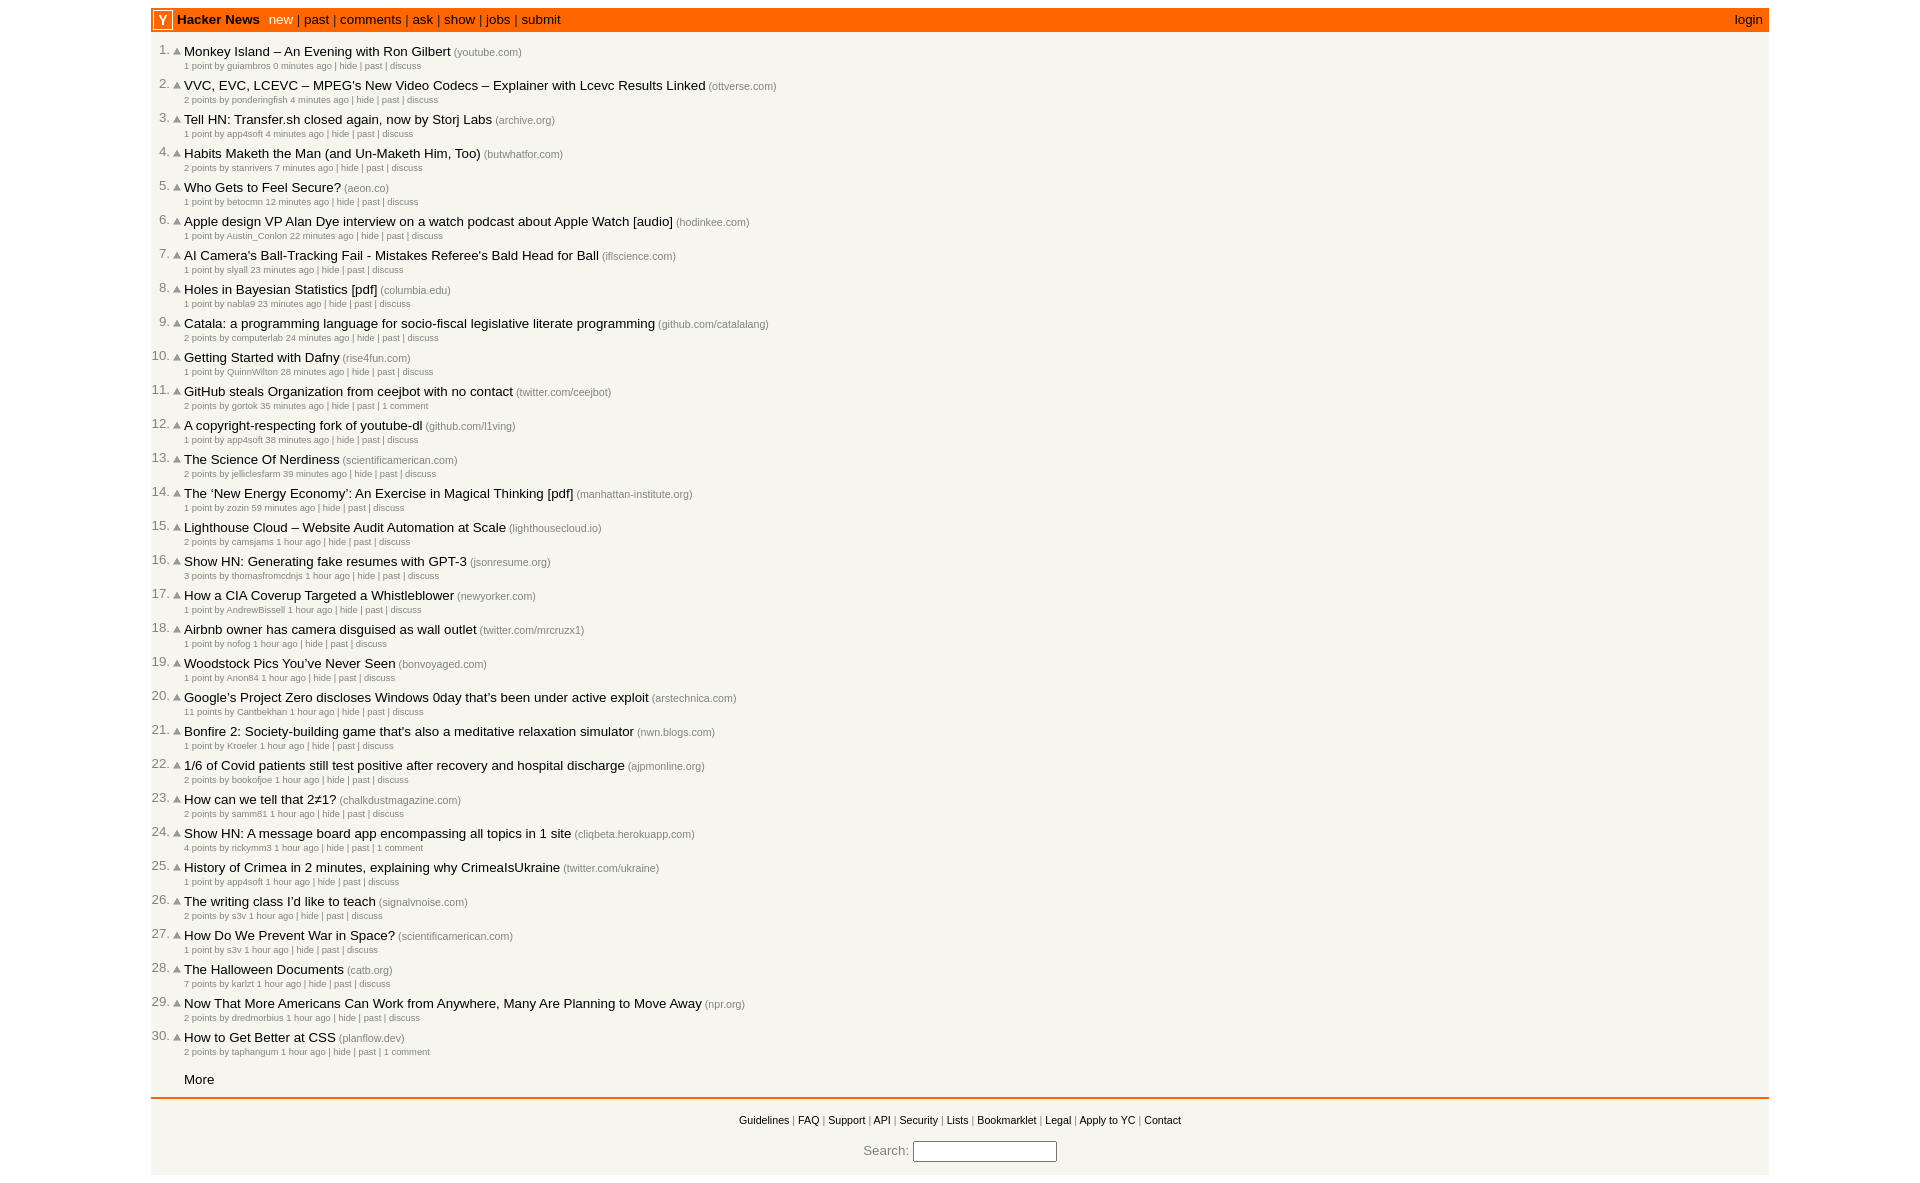 Y Hacker News new | past | comments | ask | show | jobs | submit login
1. Monkey Island – An Evening with Ron Gilbert (youtube.com)
1 point by guiambros 0 minutes ago | hide | past | discuss
2. VVC, EVC, LCEVC – MPEG's New Video Codecs – Explainer with Lcevc Results Linked (ottverse.com)
2 points by ponderingfish 4 minutes ago | hide | past | discuss
3. Tell HN: Transfer.sh closed again, now by Storj Labs (archive.org)
1 point by app4soft 4 minutes ago | hide | past | discuss
4. Habits Maketh the Man (and Un-Maketh Him, Too) (butwhatfor.com)
2 points by stanrivers 7 minutes ago | hide | past | discuss
5. Who Gets to Feel Secure? (aeon.co)
1 point by betocmn 12 minutes ago | hide | past | discuss
6. Apple design VP Alan Dye interview on a watch podcast about Apple Watch [audio] (hodinkee.com)
1 point by Austin_Conlon 22 minutes ago | hide | past | discuss
7. AI Camera's Ball-Tracking Fail - Mistakes Referee's Bald Head for Ball (iflscience.com)
1 point by slyall 23 minutes ago | hide | past | discuss
8. Holes in Bayesian Statistics [pdf] (columbia.edu)
1 point by nabla9 23 minutes ago | hide | past | discuss
9. Catala: a programming language for socio-fiscal legislative literate programming (github.com/catalalang)
2 points by computerlab 24 minutes ago | hide | past | discuss
10. Getting Started with Dafny (rise4fun.com)
1 point by QuinnWilton 28 minutes ago | hide | past | discuss
11. GitHub steals Organization from ceejbot with no contact (twitter.com/ceejbot)
2 points by gortok 35 minutes ago | hide | past | 1 comment
12. A copyright-respecting fork of youtube-dl (github.com/l1ving)
1 point by app4soft 38 minutes ago | hide | past | discuss
13. The Science Of Nerdiness (scientificamerican.com)
2 points by jelliclesfarm 39 minutes ago | hide | past | discuss
14. The ‘New Energy Economy’: An Exercise in Magical Thinking [pdf] (manhattan-institute.org)
1 point by zozin 59 minutes ago | hide | past | discuss
15. Lighthouse Cloud – Website Audit Automation at Scale (lighthousecloud.io)
2 points by camsjams 1 hour ago | hide | past | discuss
16. Show HN: Generating fake resumes with GPT-3 (jsonresume.org)
3 points by thomasfromcdnjs 1 hour ago | hide | past | discuss
17. How a CIA Coverup Targeted a Whistleblower (newyorker.com)
1 point by AndrewBissell 1 hour ago | hide | past | discuss
18. Airbnb owner has camera disguised as wall outlet (twitter.com/mrcruzx1)
1 point by nofog 1 hour ago | hide | past | discuss
19. Woodstock Pics You’ve Never Seen (bonvoyaged.com)
1 point by Anon84 1 hour ago | hide | past | discuss
20. Google’s Project Zero discloses Windows 0day that’s been under active exploit (arstechnica.com)
11 points by Cantbekhan 1 hour ago | hide | past | discuss
21. Bonfire 2: Society-building game that's also a meditative relaxation simulator (nwn.blogs.com)
1 point by Kroeler 1 hour ago | hide | past | discuss
22. 1/6 of Covid patients still test positive after recovery and hospital discharge (ajpmonline.org)
2 points by bookofjoe 1 hour ago | hide | past | discuss
23. How can we tell that 2≠1? (chalkdustmagazine.com)
2 points by samm81 1 hour ago | hide | past | discuss
24. Show HN: A message board app encompassing all topics in 1 site (cliqbeta.herokuapp.com)
4 points by rickymm3 1 hour ago | hide | past | 1 comment
25. History of Crimea in 2 minutes, explaining why CrimeaIsUkraine (twitter.com/ukraine)
1 point by app4soft 1 hour ago | hide | past | discuss
26. The writing class I’d like to teach (signalvnoise.com)
2 points by s3v 1 hour ago | hide | past | discuss
27. How Do We Prevent War in Space? (scientificamerican.com)
1 point by s3v 1 hour ago | hide | past | discuss
28. The Halloween Documents (catb.org)
7 points by karlzt 1 hour ago | hide | past | discuss
29. Now That More Americans Can Work from Anywhere, Many Are Planning to Move Away (npr.org)
2 points by dredmorbius 1 hour ago | hide | past | discuss
30. How to Get Better at CSS (planflow.dev)
2 points by taphangum 1 hour ago | hide | past | 1 comment
More
Guidelines | FAQ | Support | API | Security | Lists | Bookmarklet | Legal | Apply to YC | Contact
Search: